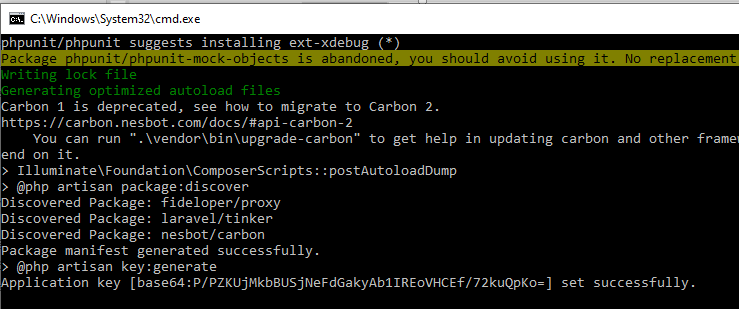 C:\Windows\System32\cmd.exe
phpunit/phpunit suggests installing ext-xdebug (*)
Package phpunit/phpunit-mock-objects is abandoned, you should avoid using it. No replacement
Writing lock file
Generating optimized autoload files
Carbon 1 is deprecated, see how to migrate to Carbon 2.
https://carbon.nesbot.com/docs/#api-carbon-2
    You can run ".\vendor\bin\upgrade-carbon" to get help in updating carbon and other framew
end on it.
> Illuminate\Foundation\ComposerScripts::postAutoloadDump
> @php artisan package:discover
Discovered Package: fideloper/proxy
Discovered Package: laravel/tinker
Discovered Package: nesbot/carbon
Package manifest generated successfully.
> @php artisan key:generate
Application key [base64:P/PZKUjMkbBUSjNeFdGakyAb1IREoVHCEf/72kuQpKo=] set successfully.